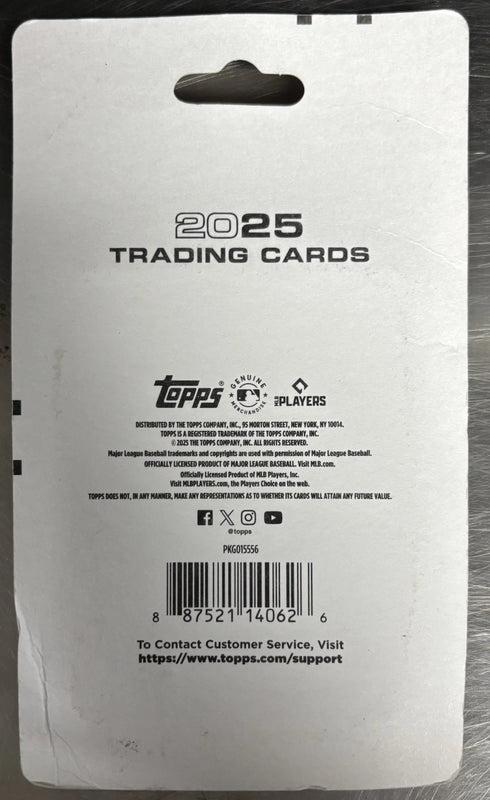 2025
TRADING CARDS
Topps®
GENUINE MERCHANDISE
MLB PLAYERS
DISTRIBUTED BY THE TOPPS COMPANY, INC., 95 MORTON STREET, NEW YORK, NY 10014.
TOPPS IS A REGISTERED TRADEMARK OF THE TOPPS COMPANY, INC.
© 2025 THE TOPPS COMPANY, INC. ALL RIGHTS RESERVED.
Major League Baseball trademarks and copyrights are used with permission of Major League Baseball.
OFFICIALLY LICENSED PRODUCT OF MAJOR LEAGUE BASEBALL. Visit MLB.com.
Officially Licensed Product of MLB Players, Inc.
Visit MLBPLAYERS.com, the Players Choice on the web.
TOPPS DOES NOT, IN ANY MANNER, MAKE ANY REPRESENTATIONS AS TO WHETHER ITS CARDS WILL ATTAIN ANY FUTURE VALUE.
@topps
PKG015556
8 87521 14062 6
To Contact Customer Service, Visit
https://www.topps.com/support